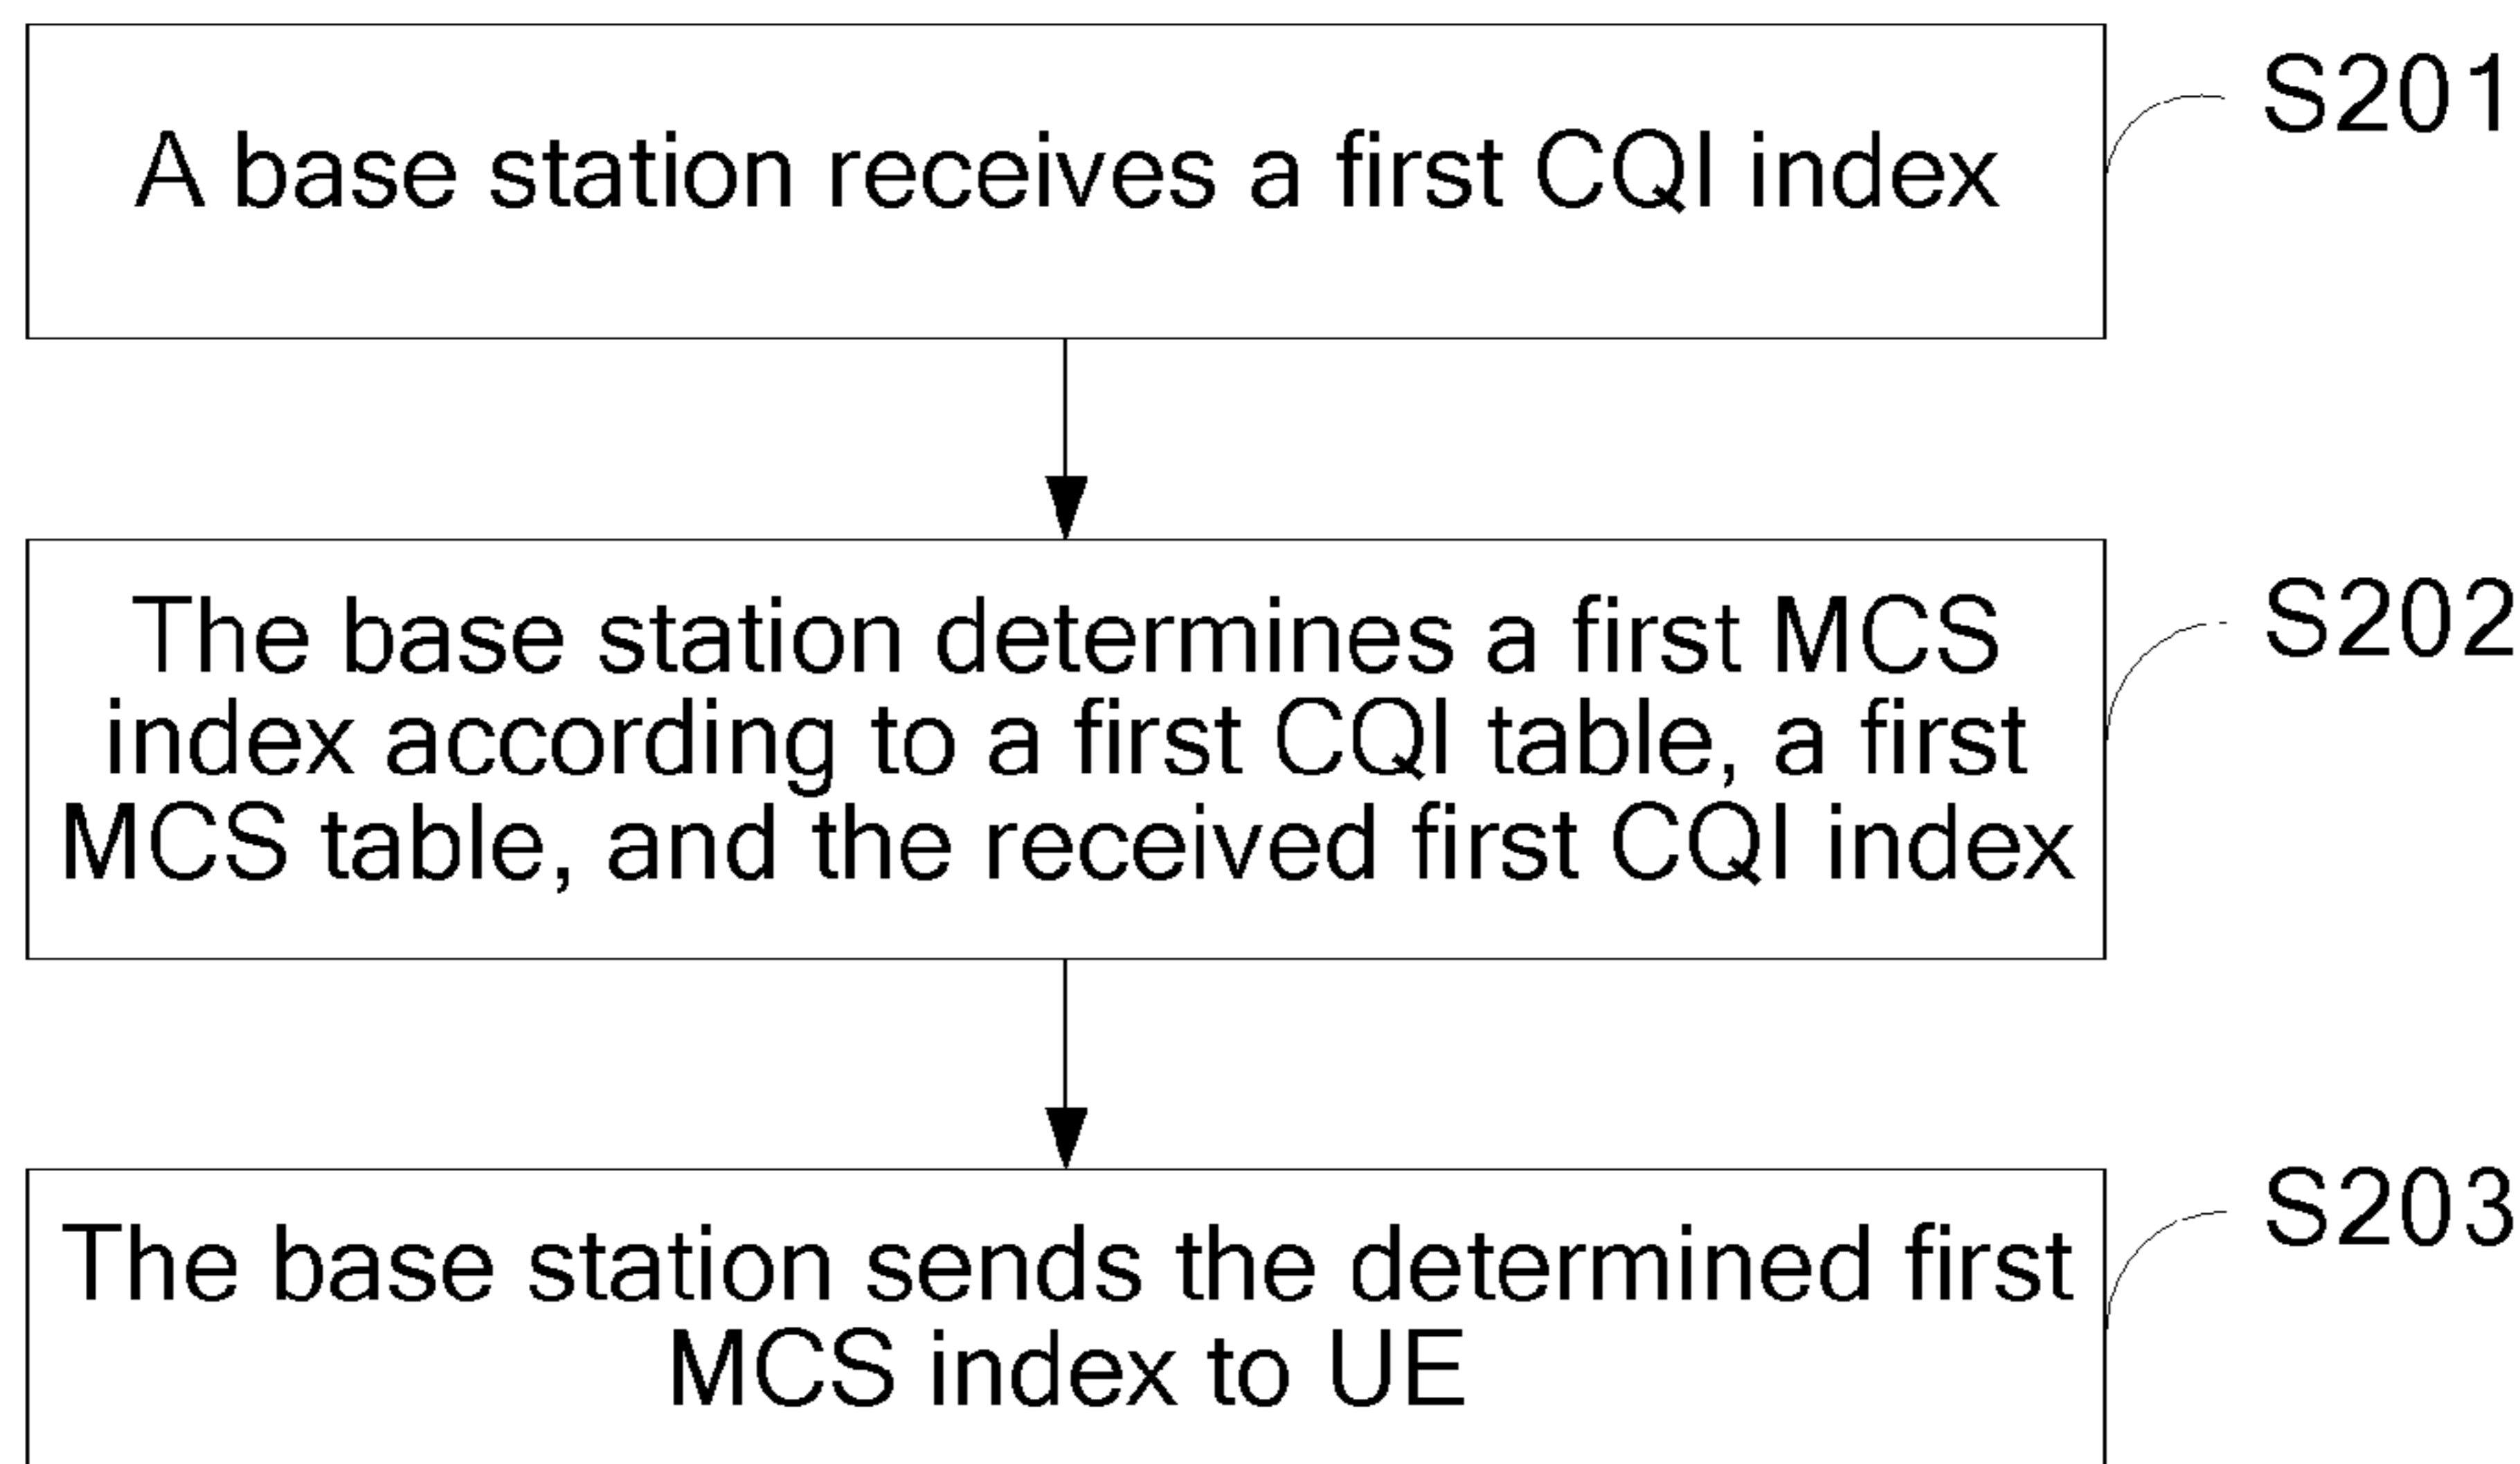 A base station receives a first CQI index
S201
The base station determines a first MCS
index according to a first CQI table, a first
MCS table, and the received first CQI index
S202
The base station sends the determined first
MCS index to UE
S203